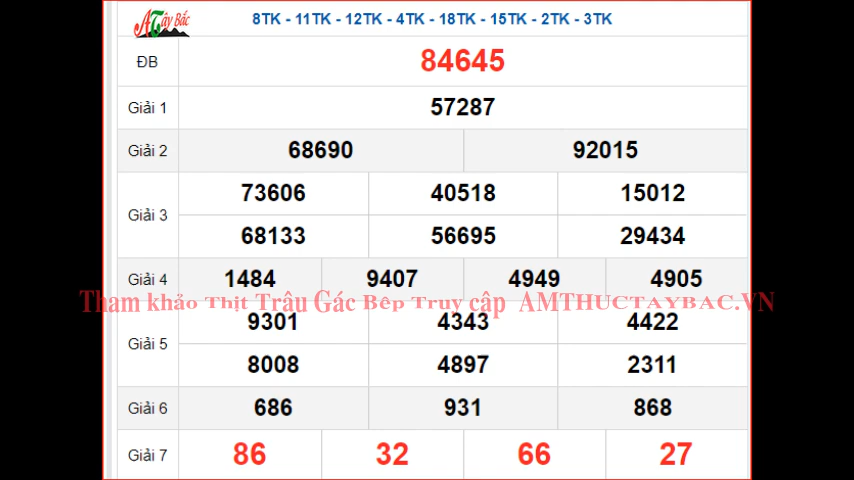 ATây Bắc
8TK - 11TK - 12TK - 4TK - 18TK - 15TK - 2TK - 3TK
ĐB 84645
Giải 1 57287
Giải 2 68690 92015
73606 40518 15012
Giải 3
68133 56695 29434
Giải 4 1484 9407 4949 4905
Tham khảo Thịt Trâu Gác Bếp Truy cập AMTHUCTAYBAC.VN
9301 4343 4422
Giải 5
8008 4897 2311
Giải 6 686 931 868
Giải 7 86 32 66 27